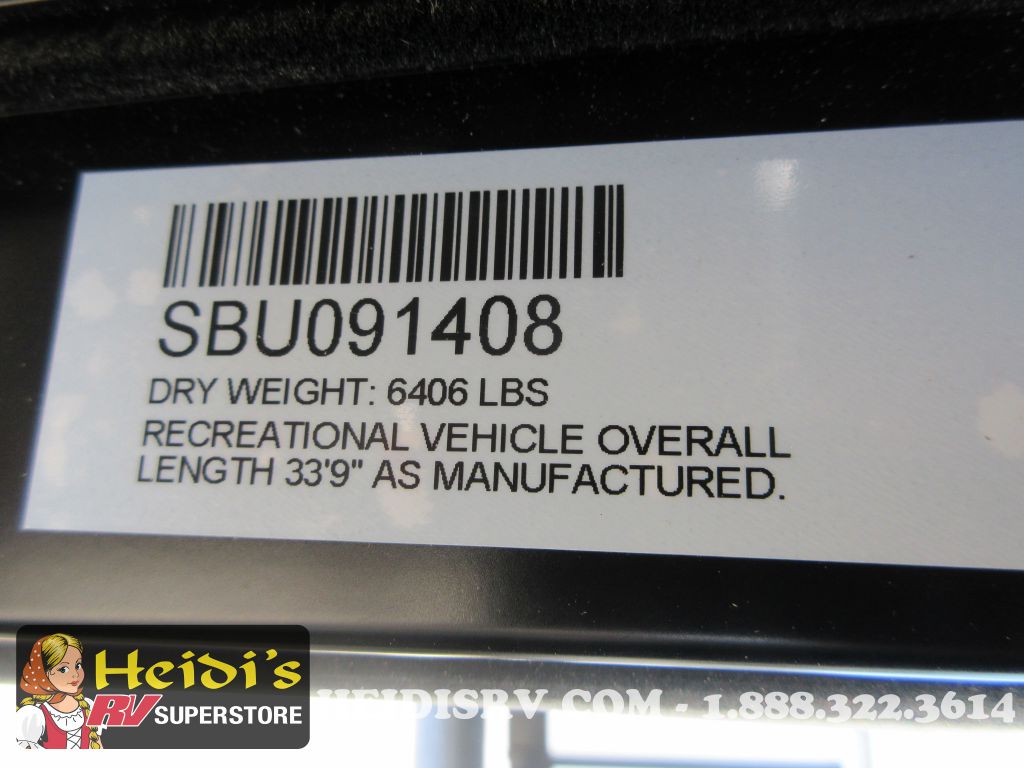 SBU091408
DRY WEIGHT: 6406 LBS
RECREATIONAL VEHICLE OVERALL
LENGTH 33'9" AS MANUFACTURED.
Heidi's
RV SUPERSTORE
HEIDISRV.COM - 1.888.322.3614